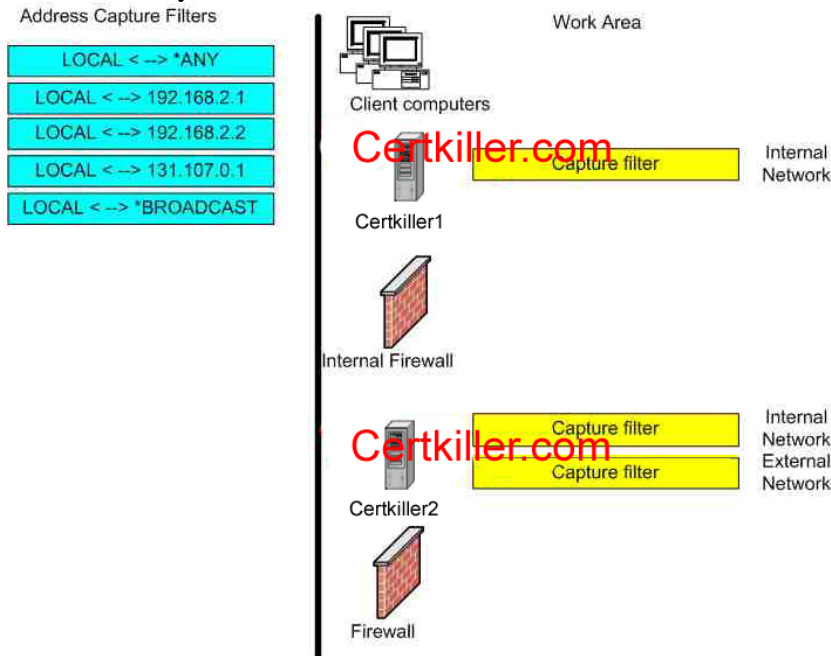 Address Capture Filters
LOCAL < --> *ANY
LOCAL < --> 192.168.2.1
LOCAL < --> 192.168.2.2
LOCAL < --> 131.107.0.1
LOCAL < --> *BROADCAST
Work Area
Client computers
Certkiller.com
Capture filter
Internal
Network
Certkiller1
Internal Firewall
Certkiller.com
Capture filter
Internal
Network
Capture filter
External
Network
Certkiller2
Firewall